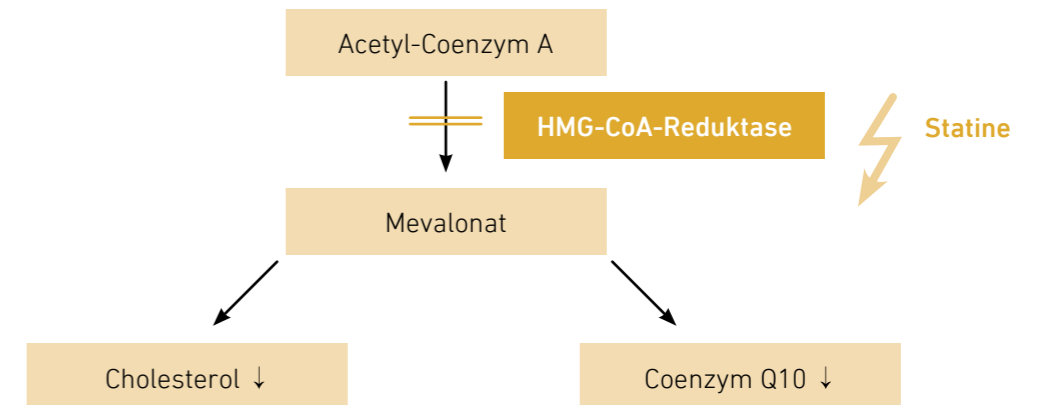 Acetyl-Coenzym A
HMG-CoA-Reduktase
Statine
Mevalonat
Cholesterol ↓
Coenzym Q10 ↓